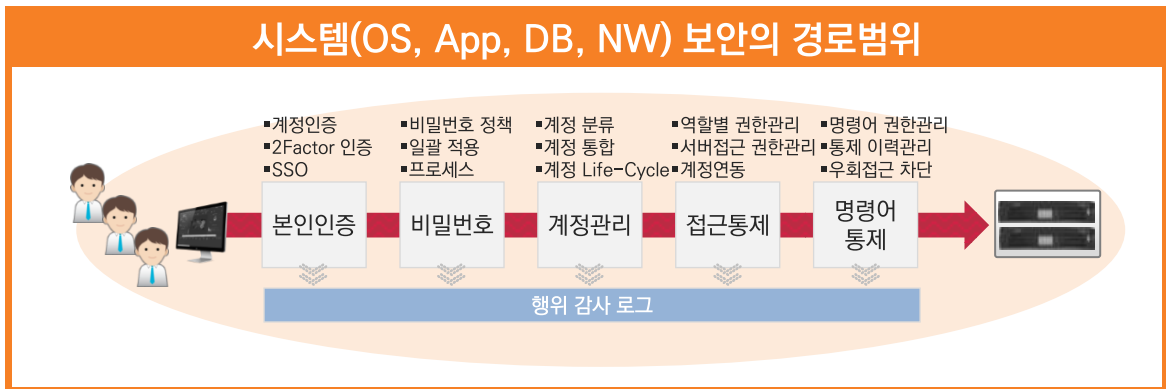 시스템(OS, App, DB, NW) 보안의 경로범위
▪계정인증
▪2Factor 인증
▪SSO
▪비밀번호 정책
▪일괄 적용
▪프로세스
▪계정 분류
▪계정 통합
▪계정 Life-Cycle
▪역할별 권한관리
▪서버접근 권한관리
▪계정연동
▪명령어 권한관리
▪통제 이력관리
▪우회접근 차단
본인인증
비밀번호
계정관리
접근통제
명령어
통제
행위 감사 로그